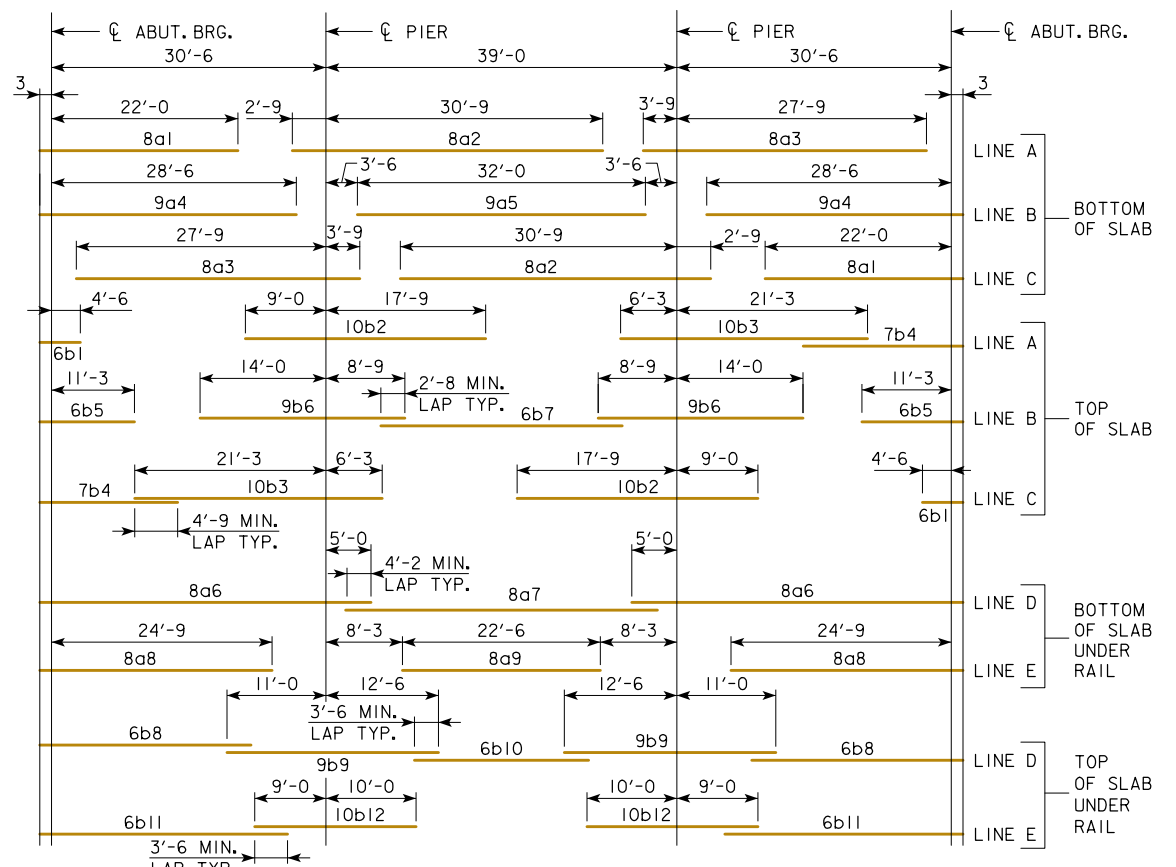 ℄ ABUT. BRG. ℄ PIER ℄ PIER ℄ ABUT. BRG.
30'-6 39'-0 30'-6
3 3
22'-0 2'-9 30'-9 3'-9 27'-9
8a1 8a2 8a3 LINE A
28'-6 3'-6 32'-0 3'-6 28'-6
9a4 9a5 9a4 LINE B
BOTTOM
OF SLAB
27'-9 3'-9 30'-9 2'-9 22'-0
8a3 8a2 8a1 LINE C
4'-6 9'-0 17'-9 6'-3 21'-3
6b1 10b2 10b3 7b4 LINE A
11'-3 14'-0 8'-9 2'-8 MIN.
LAP TYP. 8'-9 14'-0 11'-3
6b5 9b6 6b7 9b6 6b5 LINE B
TOP
OF SLAB
21'-3 6'-3 17'-9 9'-0 4'-6
7b4 10b3 10b2 6b1 LINE C
4'-9 MIN.
LAP TYP.
5'-0 5'-0
4'-2 MIN.
LAP TYP.
8a6 8a7 8a6 LINE D
BOTTOM
OF SLAB
UNDER
RAIL
24'-9 8'-3 22'-6 8'-3 24'-9
8a8 8a9 8a8 LINE E
11'-0 12'-6 12'-6 11'-0
3'-6 MIN.
LAP TYP.
6b8 9b9 6b10 9b9 6b8 LINE D
TOP
OF SLAB
UNDER
RAIL
9'-0 10'-0 10'-0 9'-0
6b11 10b12 10b12 6b11 LINE E
3'-6 MIN.
LAP TYP.